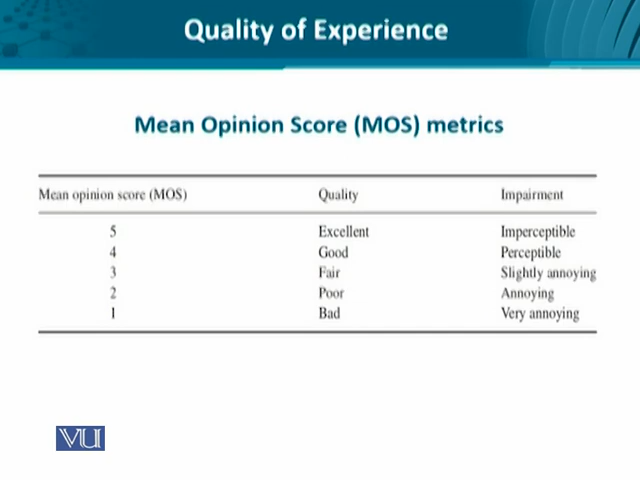 Quality of Experience
Mean Opinion Score (MOS) metrics
Mean opinion score (MOS) Quality Impairment
5 Excellent Imperceptible
4 Good Perceptible
3 Fair Slightly annoying
2 Poor Annoying
1 Bad Very annoying
VU